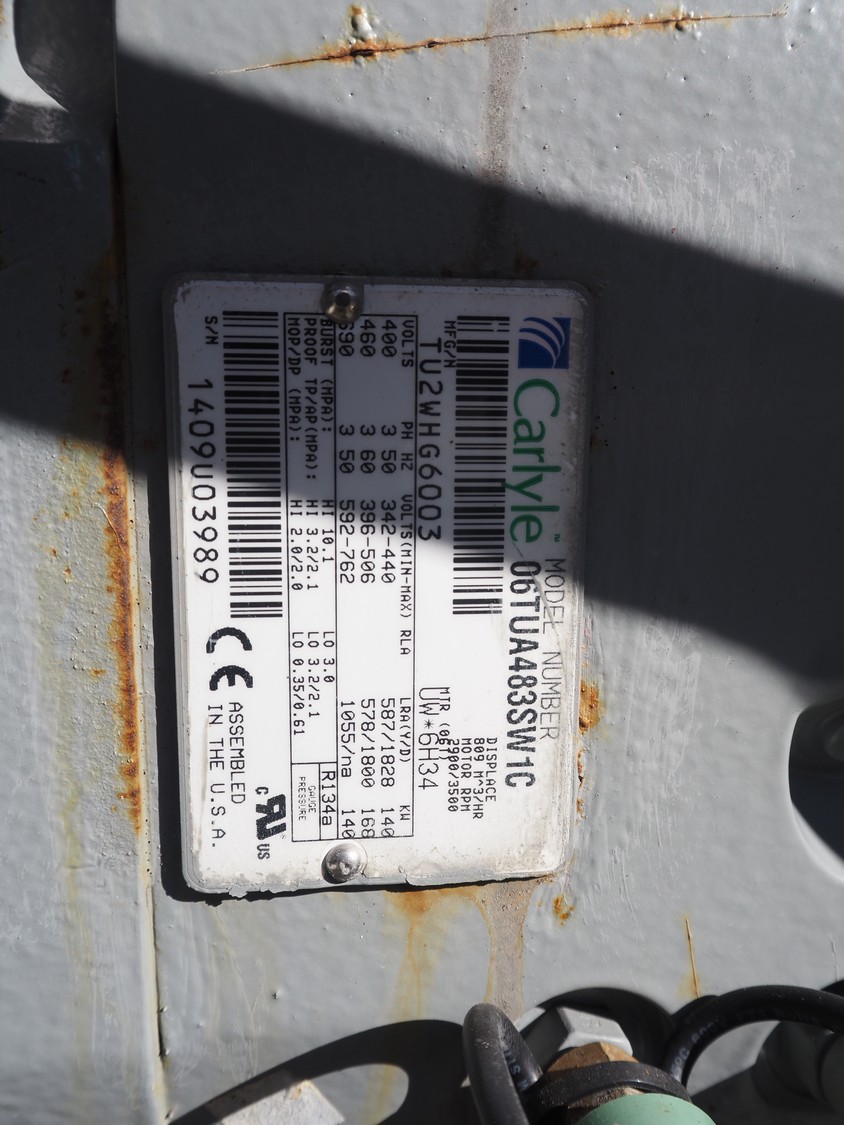 Carlyle™
MODEL NUMBER
06TUA483SW1C
DISPLACE
809 M^3/HR
MOTOR RPM
2900/3500
MFG/N
TU2WHG6003
MTR (06T)
UW*6H34
VOLTS PH HZ VOLTS(MIN-MAX) RLA LRA(Y/D) KW
400 3 50 342-440 587/1828 140
460 3 60 396-506 578/1800 168
690 3 50 592-762 1055/na 140
BURST (MPA): HI 10.1 LO 3.0
PROOF TP/AP(MPA): HI 3.2/2.1 LO 3.2/2.1
MOP/DP (MPA): HI 2.0/2.0 LO 0.35/0.61
R134a
GAUGE
PRESSURE
S/N
1409U03989
CE
ASSEMBLED
IN THE U.S.A.
C US